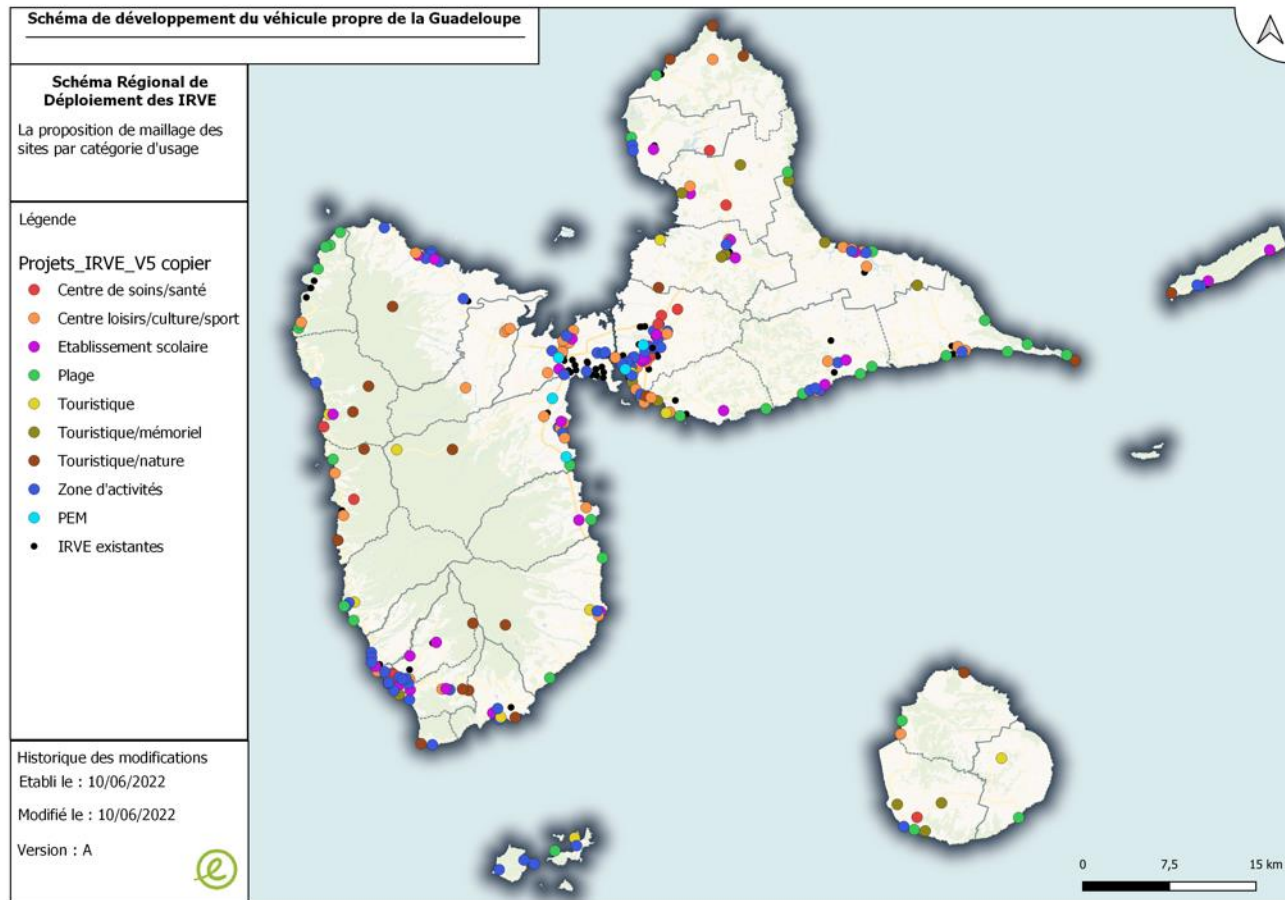 Schéma de développement du véhicule propre de la Guadeloupe
Schéma Régional de
Déploiement des IRVE
La proposition de maillage des
sites par catégorie d'usage
Légende
Projets_IRVE_V5 copier
Centre de soins/santé
Centre loisirs/culture/sport
Etablissement scolaire
Plage
Touristique
Touristique/mémoriel
Touristique/nature
Zone d'activités
PEM
IRVE existantes
Historique des modifications
Etabli le : 10/06/2022
Modifié le : 10/06/2022
Version : A
0 7,5 15 km